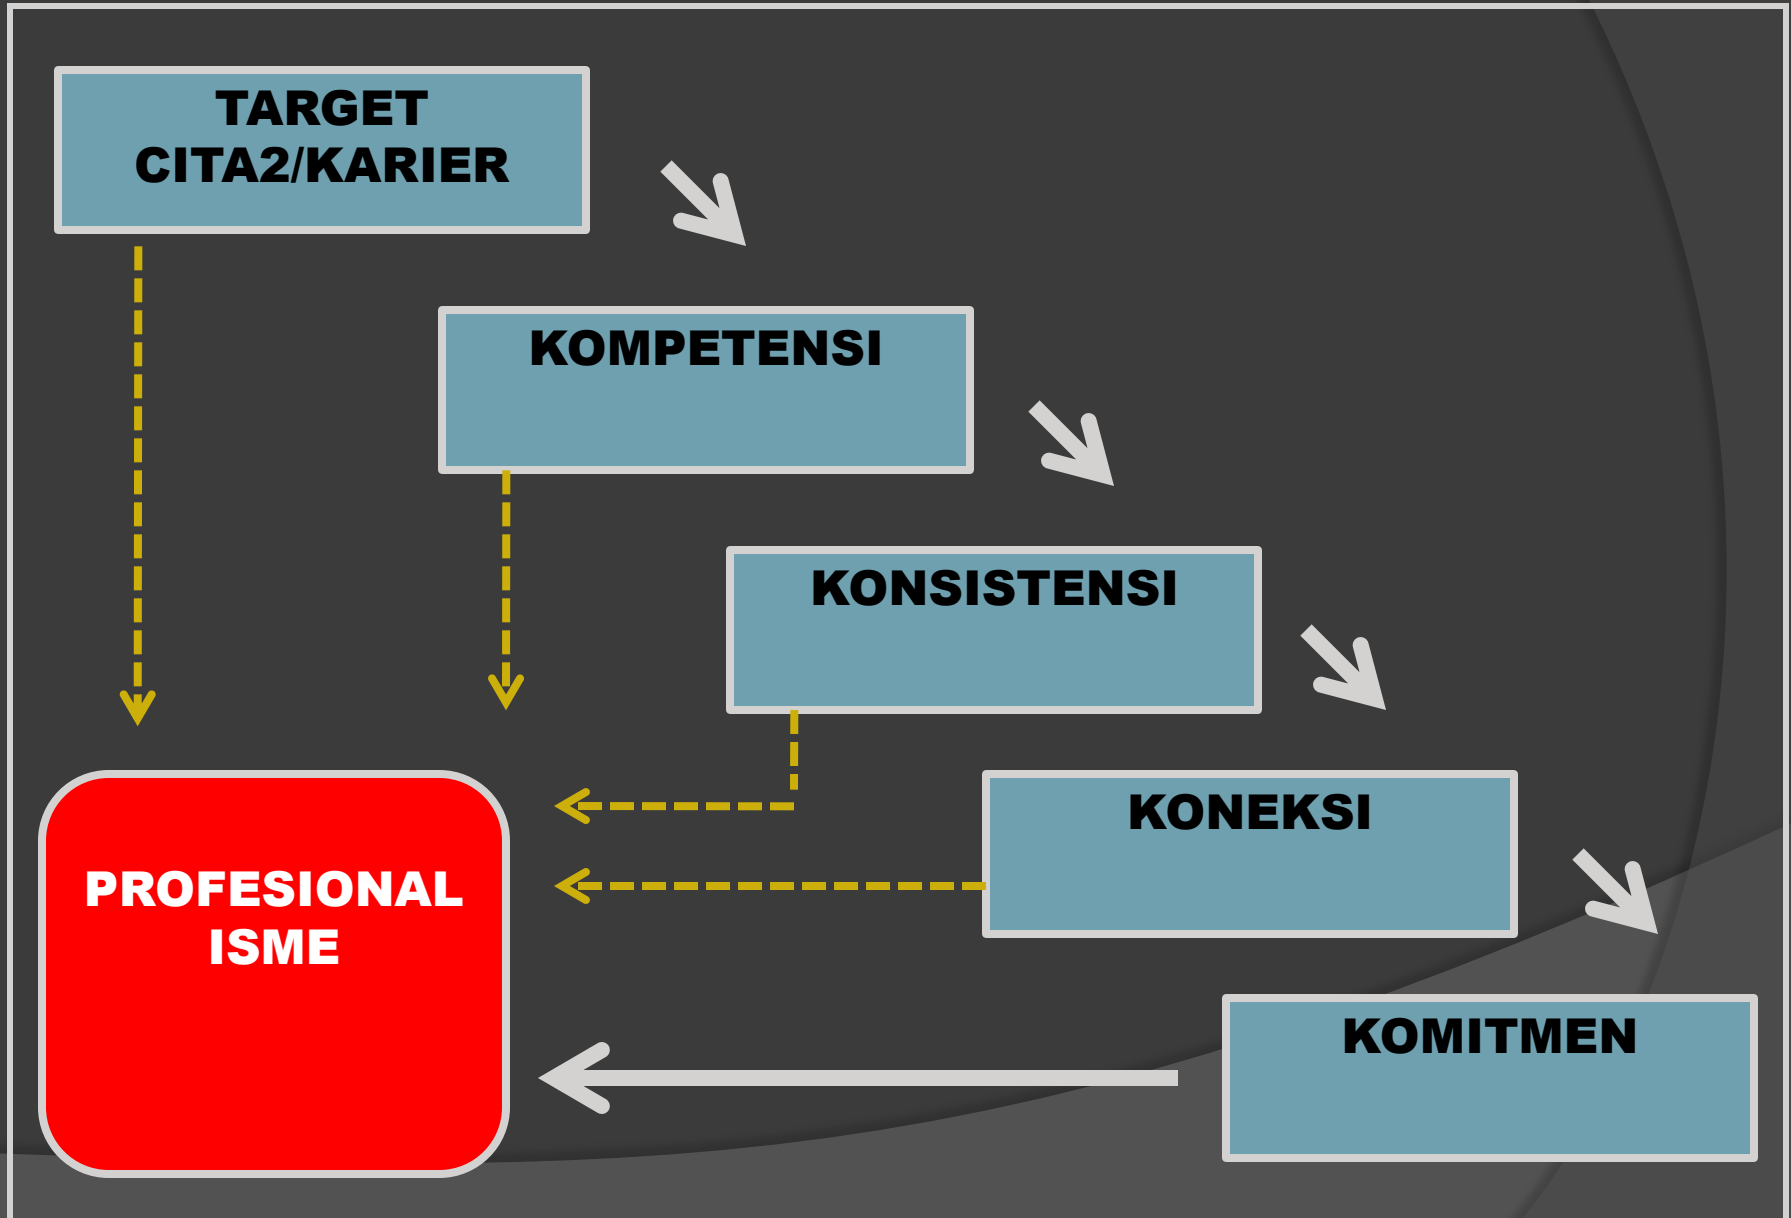 TARGET
CITA2/KARIER
KOMPETENSI
KONSISTENSI
KONEKSI
PROFESIONAL
ISME
KOMITMEN